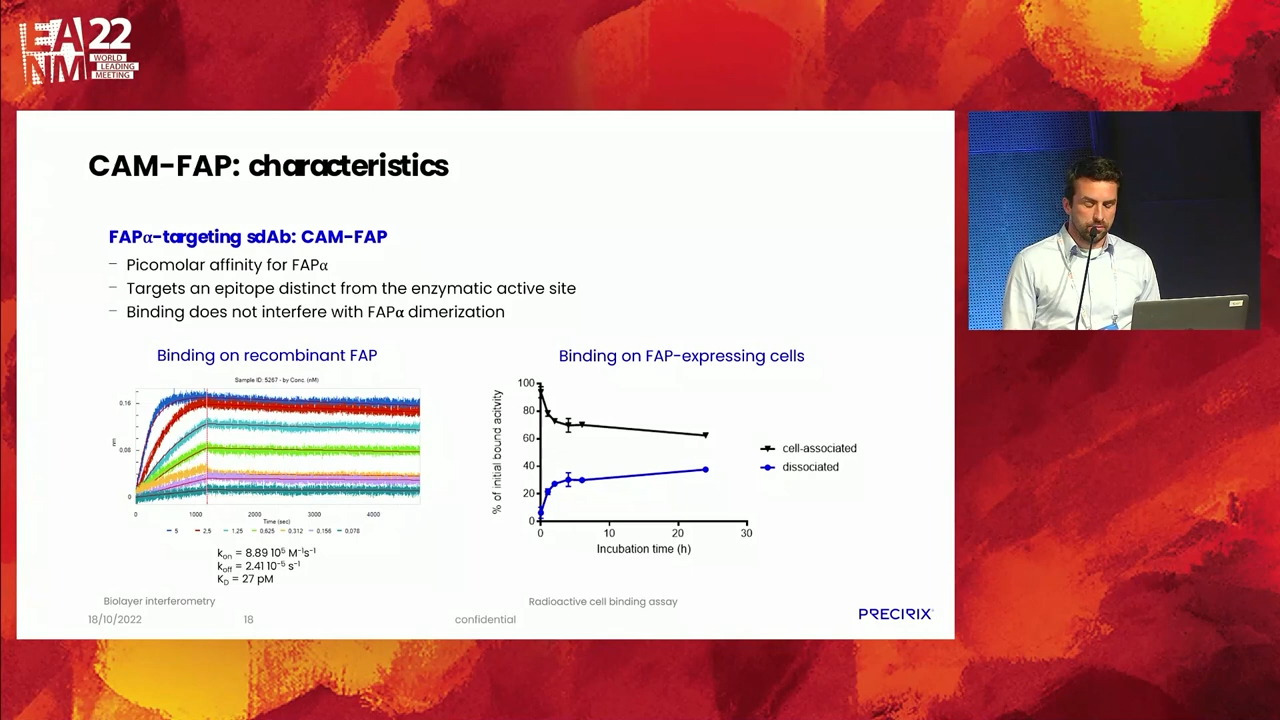 EA 22
NM WORLD LEADING MEETING
CAM-FAP: characteristics
FAPα-targeting sdAb: CAM-FAP
– Picomolar affinity for FAPα
– Targets an epitope distinct from the enzymatic active site
– Binding does not interfere with FAPα dimerization
Binding on recombinant FAP
Sample ID: 5267 - by Conc. (nM)
0.16
0.08
0
nm
0 1000 2000 3000 4000
Time (sec)
5 2.5 1.25 0.625 0.312 0.156 0.078
kon = 8.89 10⁵ M⁻¹s⁻¹
koff = 2.41 10⁻⁵ s⁻¹
KD = 27 pM
Biolayer interferometry
Binding on FAP-expressing cells
% of initial bound acitvity
100
80
60
40
20
0
0 10 20 30
Incubation time (h)
cell-associated
dissociated
Radioactive cell binding assay
18/10/2022 18 confidential
PRECIRIX